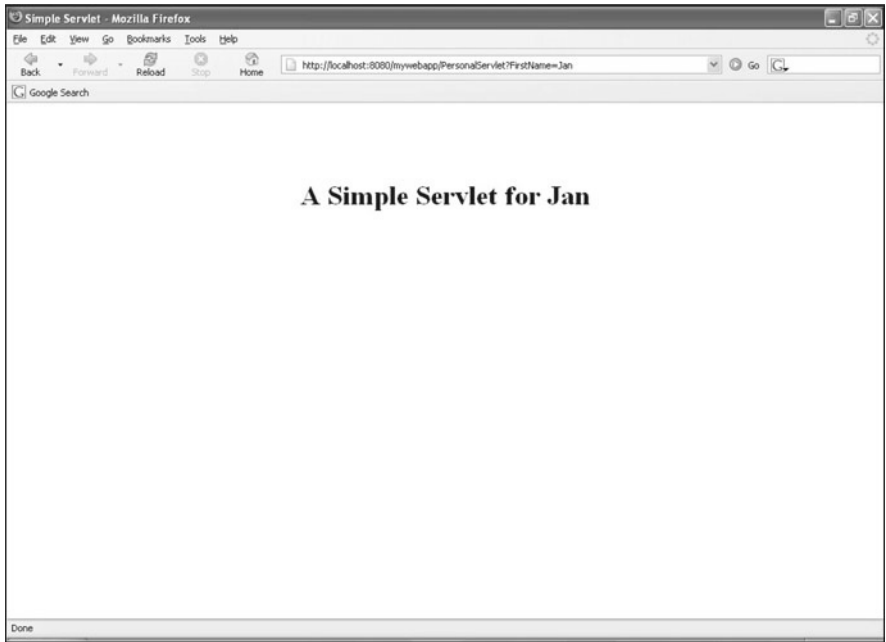 Simple Servlet - Mozilla Firefox
File Edit View Go Bookmarks Tools Help
Back Forward Reload Stop Home http://localhost:8080/mywebapp/PersonalServlet?FirstName=Jan Go G
G Google Search
A Simple Servlet for Jan
Done